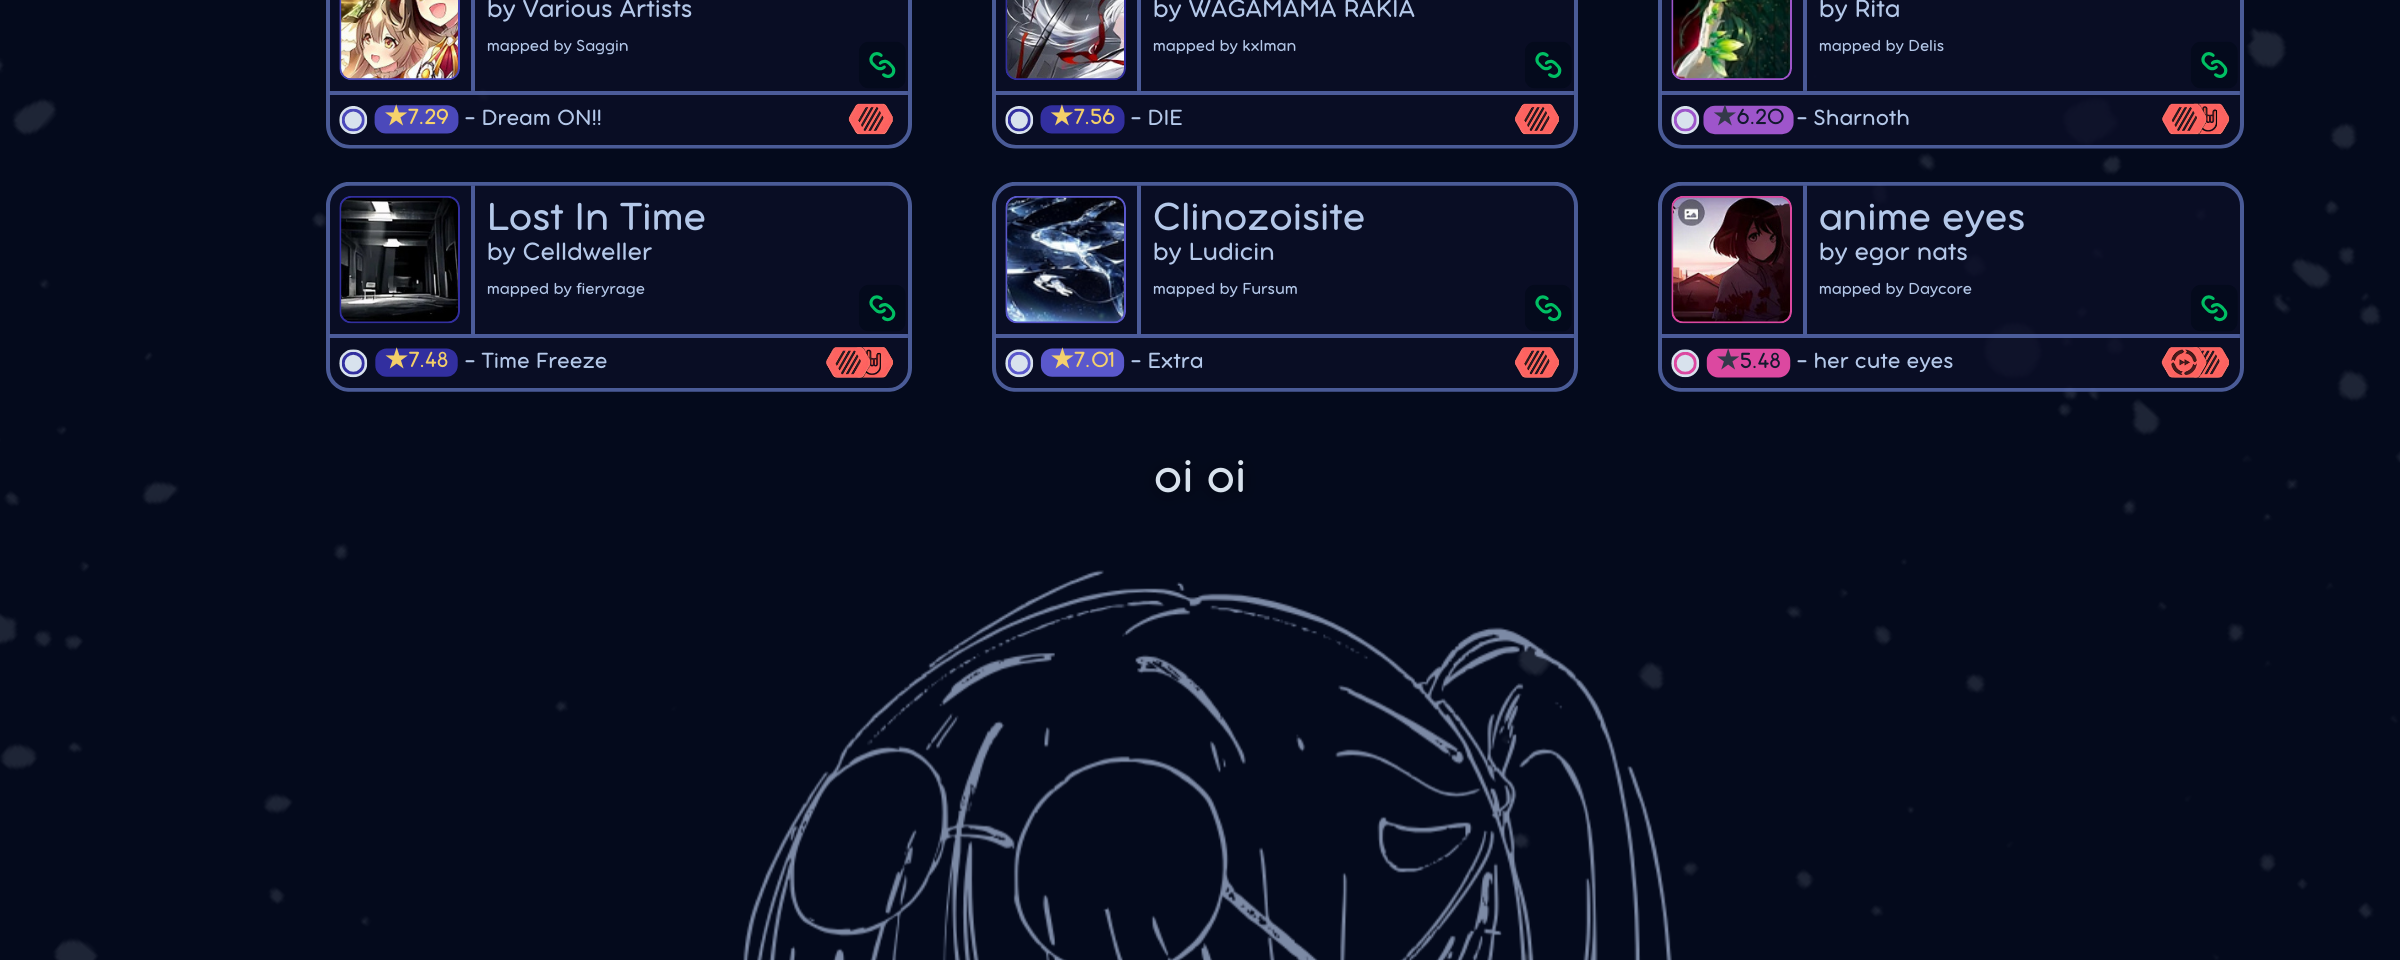 by Various Artists
mapped by Saggin
★7.29 - Dream ON!!
by WAGAMAMA RAKIA
mapped by kxlman
★7.56 - DIE
by Rita
mapped by Delis
★6.20 - Sharnoth
Lost In Time
by Celldweller
mapped by fieryrage
★7.48 - Time Freeze
Clinozoisite
by Ludicin
mapped by Fursum
★7.01 - Extra
anime eyes
by egor nats
mapped by Daycore
★5.48 - her cute eyes
oi oi